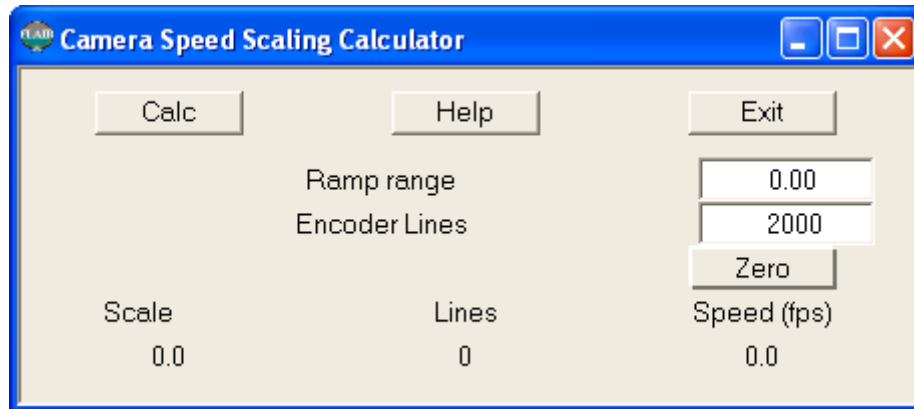 Camera Speed Scaling Calculator
Calc Help Exit
Ramp range 0.00
Encoder Lines 2000
Zero
Scale Lines Speed (fps)
0.0 0 0.0